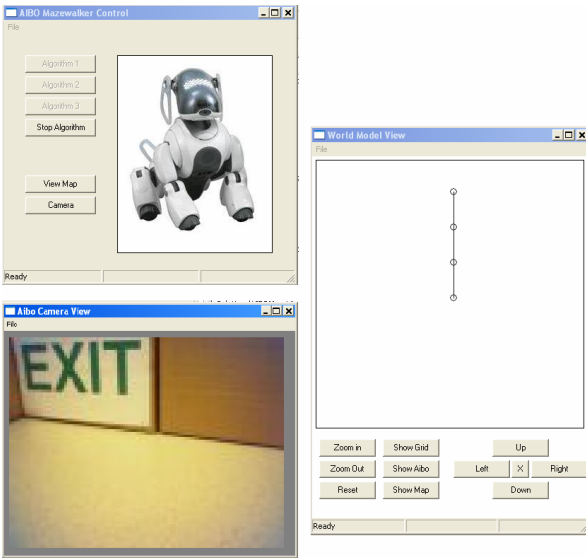 AIBO Mazewalker Control
File
Algorithm 1
Algorithm 2
Algorithm 3
Stop Algorithm
View Map
Camera
Ready
Aibo Camera View
File
EXIT
World Model View
File
Zoom in Show Grid Up
Zoom Out Show Aibo Left X Right
Reset Show Map Down
Ready